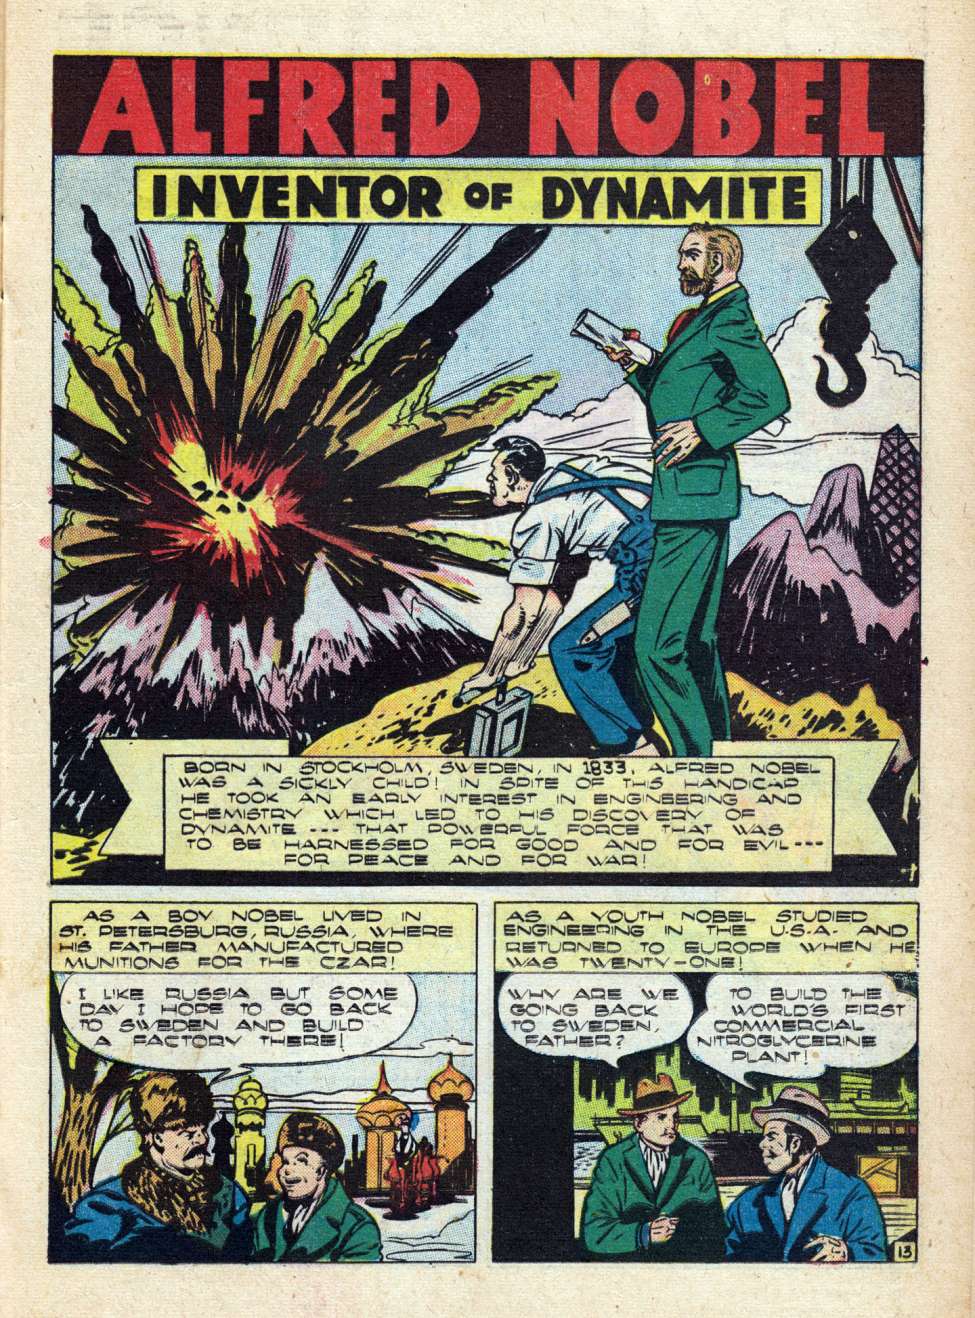 ALFRED NOBEL
INVENTOR OF DYNAMITE
BORN IN STOCKHOLM, SWEDEN, IN 1833, ALFRED NOBEL
WAS A SICKLY CHILD! IN SPITE OF THIS HANDICAP
HE TOOK AN EARLY INTEREST IN ENGINEERING AND
CHEMISTRY WHICH LED TO HIS DISCOVERY OF
DYNAMITE --- THAT POWERFUL FORCE THAT WAS
TO BE HARNESSED FOR GOOD AND FOR EVIL---
FOR PEACE AND FOR WAR!
AS A BOY NOBEL LIVED IN
ST. PETERSBURG, RUSSIA, WHERE
HIS FATHER MANUFACTURED
MUNITIONS FOR THE CZAR!
I LIKE RUSSIA BUT SOME
DAY I HOPE TO GO BACK
TO SWEDEN AND BUILD
A FACTORY THERE!
AS A YOUTH NOBEL STUDIED
ENGINEERING IN THE U.S.A. AND
RETURNED TO EUROPE WHEN HE
WAS TWENTY-ONE!
WHY ARE WE
GOING BACK
TO SWEDEN,
FATHER?
TO BUILD THE
WORLD'S FIRST
COMMERCIAL
NITROGLYCERINE
PLANT!
13